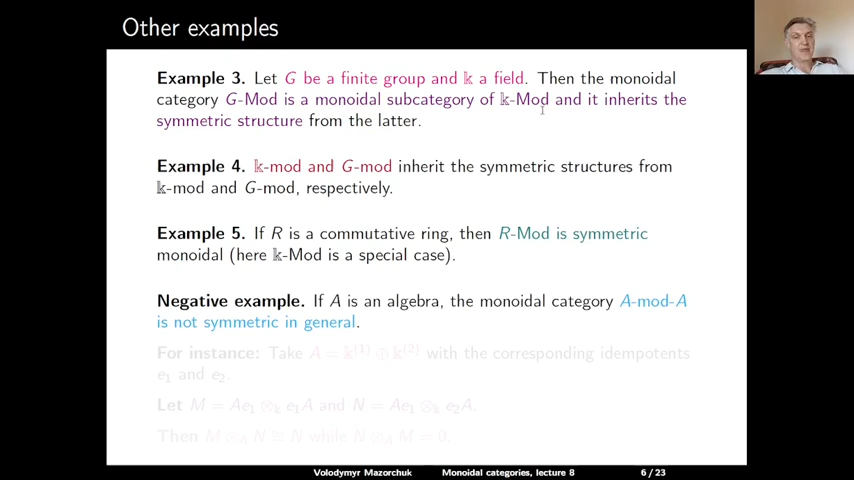 Other examples
Example 3. Let G be a finite group and 𝕜 a field. Then the monoidal
category G-Mod is a monoidal subcategory of 𝕜-Mod and it inherits the
symmetric structure from the latter.
Example 4. 𝕜-mod and G-mod inherit the symmetric structures from
𝕜-mod and G-mod, respectively.
Example 5. If R is a commutative ring, then R-Mod is symmetric
monoidal (here 𝕜-Mod is a special case).
Negative example. If A is an algebra, the monoidal category A-mod-A
is not symmetric in general.
For instance: Take A = 𝕜⁽¹⁾ ⊕ 𝕜⁽²⁾ with the corresponding idempotents
e₁ and e₂.
Let M = Ae₁ ⊗𝕜 e₁A and N = Ae₁ ⊗𝕜 e₂A.
Then M ⊗A N ≅ N while N ⊗A M = 0.
Volodymyr Mazorchuk Monoidal categories, lecture 8 6 / 23